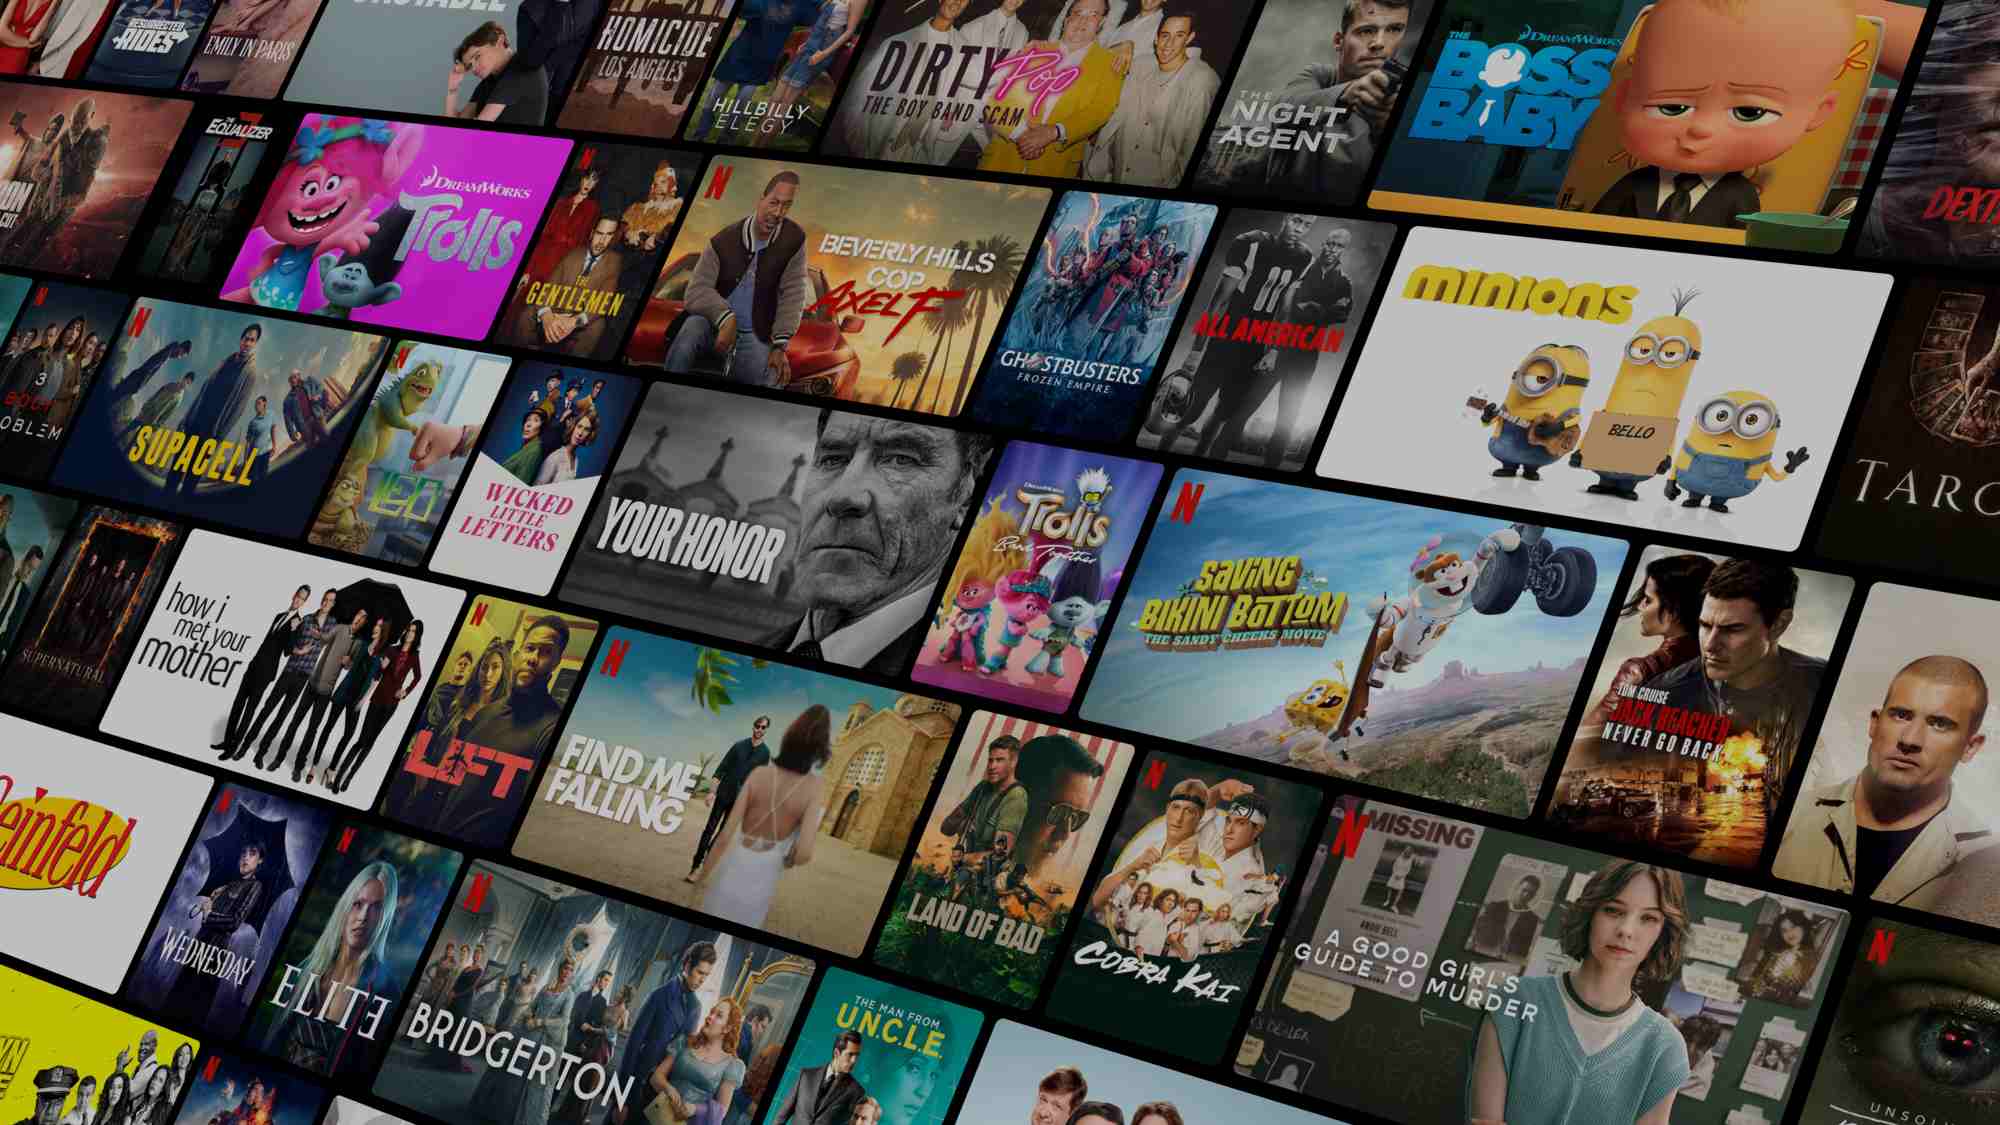 RESURRECTED
RIDES
EMILY IN PARIS
HOMICIDE
LOS ANGELES
HILLBILLY
ELEGY
DIRTY Pop
THE BOY BAND SCAM
THE
NIGHT
AGENT
THE
DREAMWORKS
BOSS
BABY
THE
EQUALIZER
3
DREAMWORKS
Trolls
N
THE
GENTLEMEN
N
BEVERLY HILLS
COP
AXEL F
GHOSTBUSTERS
FROZEN EMPIRE
11
ALL AMERICAN
minions
BELLO
N
3
BODY
N
SUPACELL
N
LEO
WICKED
LITTLE
LETTERS
YOUR HONOR
DREAMWORKS
Trolls
Band Together
N
SAVING
BIKINI BOTTOM
THE SANDY CHEEKS MOVIE
TOM CRUISE
JACK REACHER
NEVER GO BACK
SUPERNATURAL
how i
met your
mother
N
LIFT
N
FIND ME
FALLING
LAND OF BAD
N
COBRA KAI
N
MISSING
ANDIE BELL
A GOOD GIRL'S
GUIDE TO MURDER
N
WEDNESDAY
N
ELITE
N
BRIDGERTON
THE MAN FROM
U.N.C.L.E.
N
N